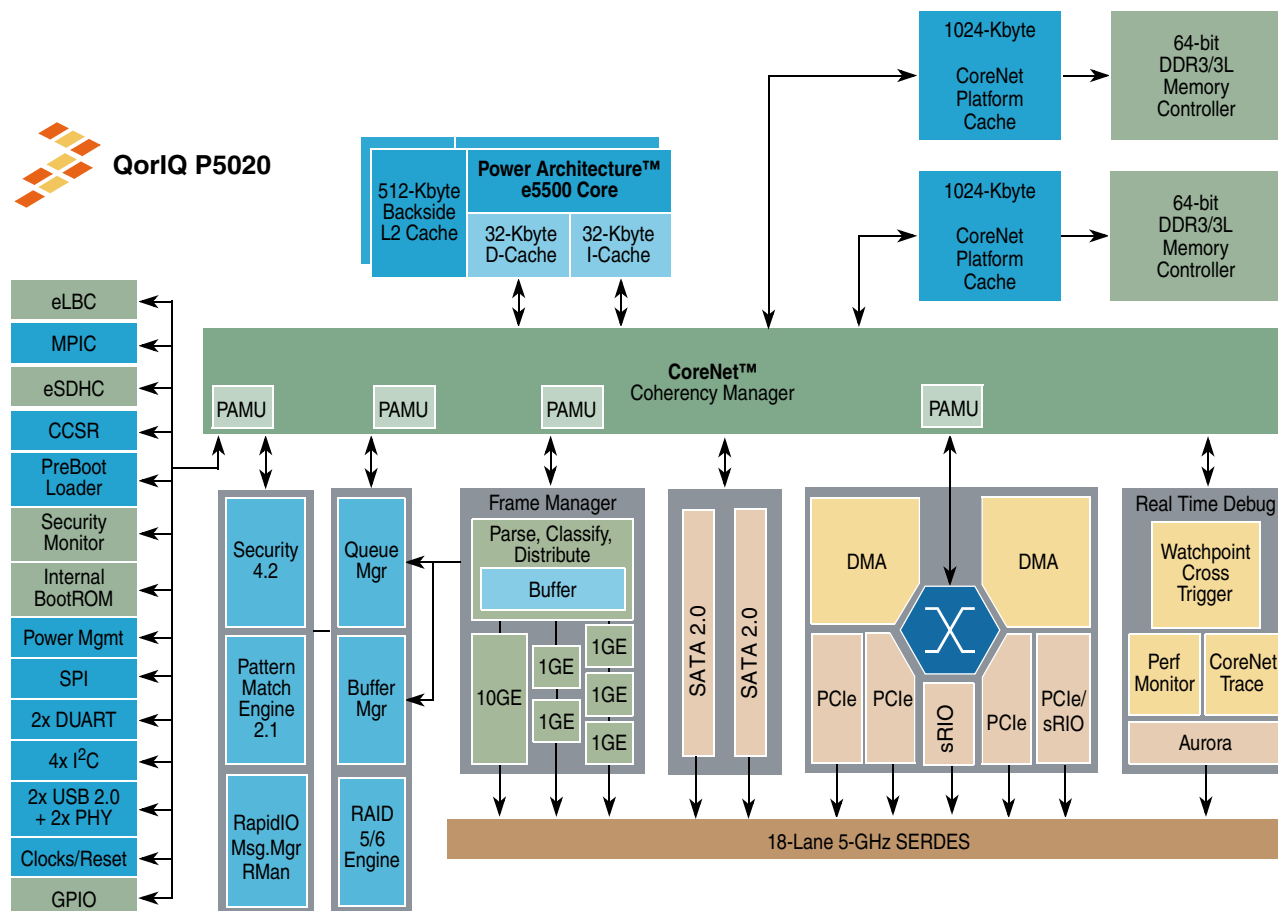 QorIQ P5020
512-Kbyte
Backside
L2 Cache
Power Architecture™
e5500 Core
32-Kbyte
D-Cache
32-Kbyte
I-Cache
1024-Kbyte
CoreNet
Platform
Cache
64-bit
DDR3/3L
Memory
Controller
1024-Kbyte
CoreNet
Platform
Cache
64-bit
DDR3/3L
Memory
Controller
eLBC
MPIC
eSDHC
CCSR
PreBoot
Loader
Security
Monitor
Internal
BootROM
Power Mgmt
SPI
2x DUART
4x I²C
2x USB 2.0
+ 2x PHY
Clocks/Reset
GPIO
CoreNet™
Coherency Manager
PAMU
PAMU
PAMU
PAMU
Security
4.2
Pattern
Match
Engine
2.1
RapidIO
Msg.Mgr
RMan
Queue
Mgr
Buffer
Mgr
RAID
5/6
Engine
Frame Manager
Parse, Classify,
Distribute
Buffer
10GE
1GE
1GE
1GE
1GE
1GE
SATA 2.0
SATA 2.0
DMA
DMA
PCIe
PCIe
sRIO
PCIe
PCIe/
sRIO
Real Time Debug
Watchpoint
Cross
Trigger
Perf
Monitor
CoreNet
Trace
Aurora
18-Lane 5-GHz SERDES